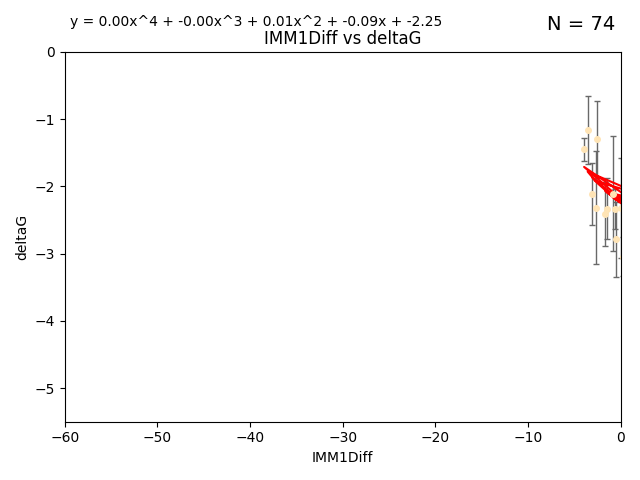 y = 0.00x^4 + -0.00x^3 + 0.01x^2 + -0.09x + -2.25
N = 74
IMM1Diff vs deltaG
0
−1
−2
−3
−4
−5
deltaG
−60 −50 −40 −30 −20 −10 0
IMM1Diff